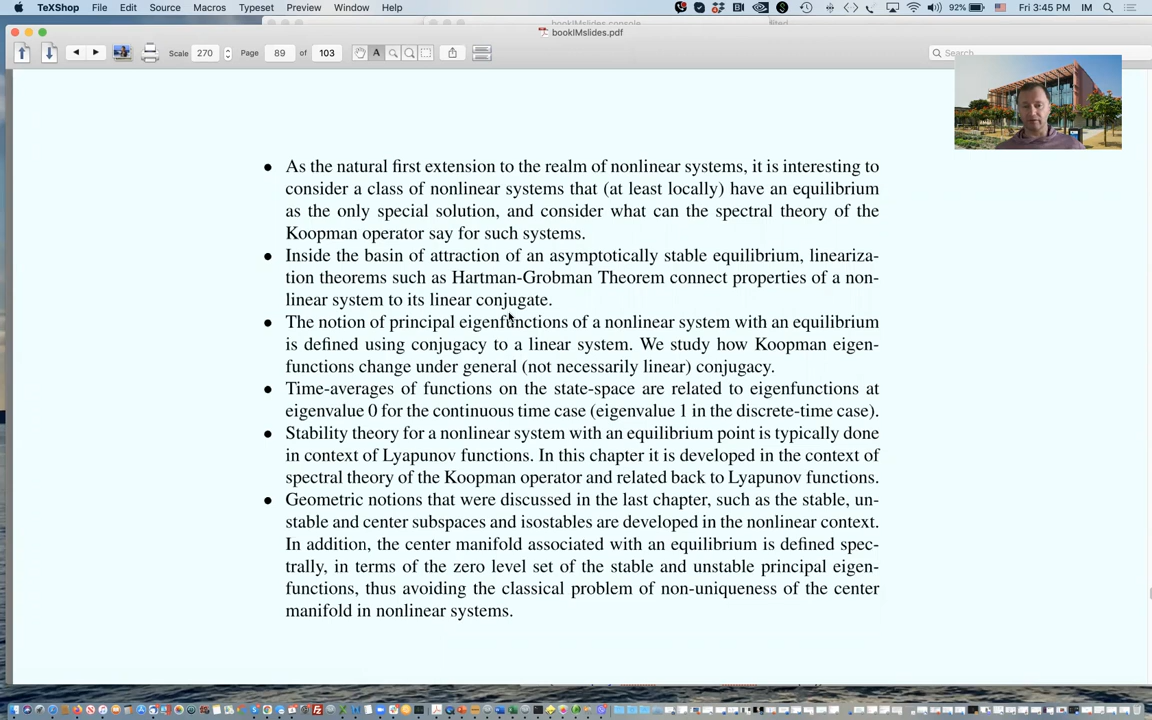 TeXShop File Edit Source Macros Typeset Preview Window Help 92% Fri 3:45 PM IM
bookIMslides.console
bookIMslides.pdf
Scale 270 Page 89 of 103 A Search
• As the natural first extension to the realm of nonlinear systems, it is interesting to
consider a class of nonlinear systems that (at least locally) have an equilibrium
as the only special solution, and consider what can the spectral theory of the
Koopman operator say for such systems.
• Inside the basin of attraction of an asymptotically stable equilibrium, lineariza-
tion theorems such as Hartman-Grobman Theorem connect properties of a non-
linear system to its linear conjugate.
• The notion of principal eigenfunctions of a nonlinear system with an equilibrium
is defined using conjugacy to a linear system. We study how Koopman eigen-
functions change under general (not necessarily linear) conjugacy.
• Time-averages of functions on the state-space are related to eigenfunctions at
eigenvalue 0 for the continuous time case (eigenvalue 1 in the discrete-time case).
• Stability theory for a nonlinear system with an equilibrium point is typically done
in context of Lyapunov functions. In this chapter it is developed in the context of
spectral theory of the Koopman operator and related back to Lyapunov functions.
• Geometric notions that were discussed in the last chapter, such as the stable, un-
stable and center subspaces and isostables are developed in the nonlinear context.
In addition, the center manifold associated with an equilibrium is defined spec-
trally, in terms of the zero level set of the stable and unstable principal eigen-
functions, thus avoiding the classical problem of non-uniqueness of the center
manifold in nonlinear systems.